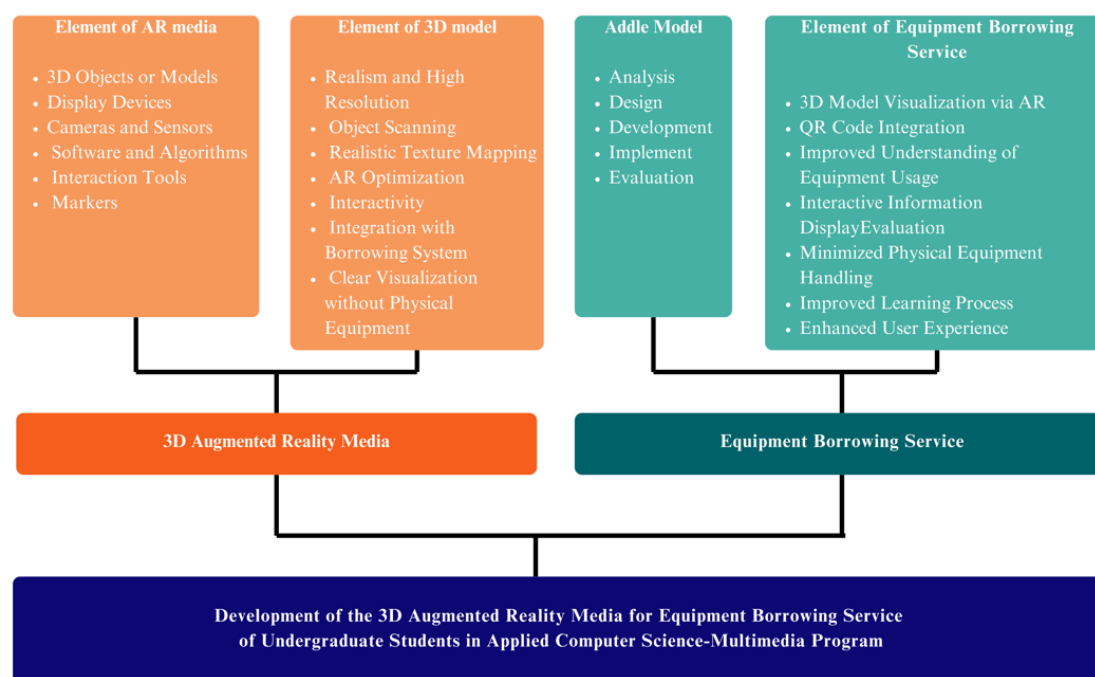 Element of AR media
• 3D Objects or Models
• Display Devices
• Cameras and Sensors
• Software and Algorithms
• Interaction Tools
• Markers
Element of 3D model
• Realism and High
Resolution
• Object Scanning
• Realistic Texture Mapping
• AR Optimization
• Interactivity
• Integration with
Borrowing System
• Clear Visualization
without Physical
Equipment
Addle Model
• Analysis
• Design
• Development
• Implement
• Evaluation
Element of Equipment Borrowing
Service
• 3D Model Visualization via AR
• QR Code Integration
• Improved Understanding of
Equipment Usage
• Interactive Information
DisplayEvaluation
• Minimized Physical Equipment
Handling
• Improved Learning Process
• Enhanced User Experience
3D Augmented Reality Media
Equipment Borrowing Service
Development of the 3D Augmented Reality Media for Equipment Borrowing Service
of Undergraduate Students in Applied Computer Science-Multimedia Program